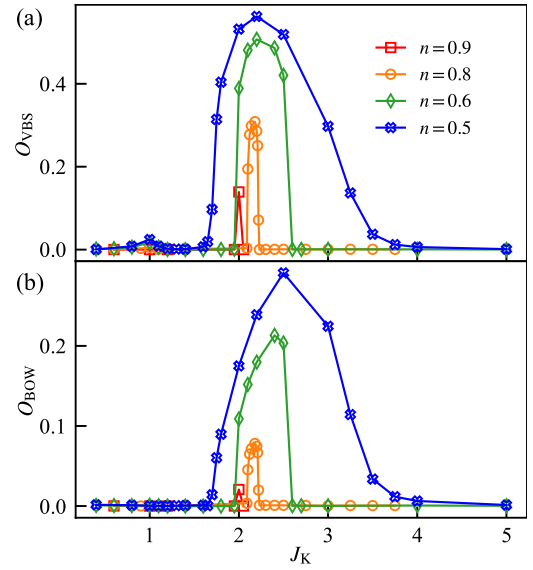 (a)
O_VBS
0.4
0.2
0.0
n = 0.9
n = 0.8
n = 0.6
n = 0.5
(b)
O_BOW
0.2
0.1
0.0
1 2 3 4 5
J_K